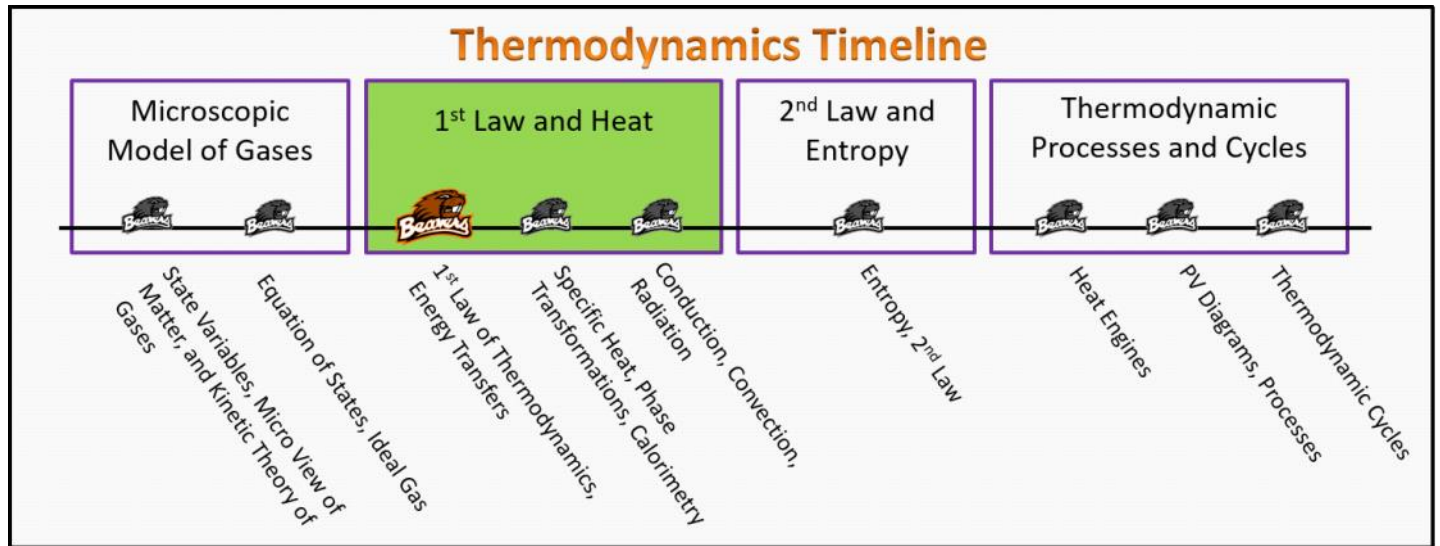 Thermodynamics Timeline
Microscopic
Model of Gases
1st Law and Heat
2nd Law and
Entropy
Thermodynamic
Processes and Cycles
Beavers
Beavers
Beavers
Beavers
Beavers
Beavers
Beavers
Beavers
Beavers
State Variables, Micro View of
Matter, and Kinetic Theory of
Gases
Equation of States, Ideal Gas
1st Law of Thermodynamics,
Energy Transfers
Specific Heat, Phase
Transformations, Calorimetry
Conduction, Convection,
Radiation
Entropy, 2nd Law
Heat Engines
PV Diagrams, Processes
Thermodynamic Cycles